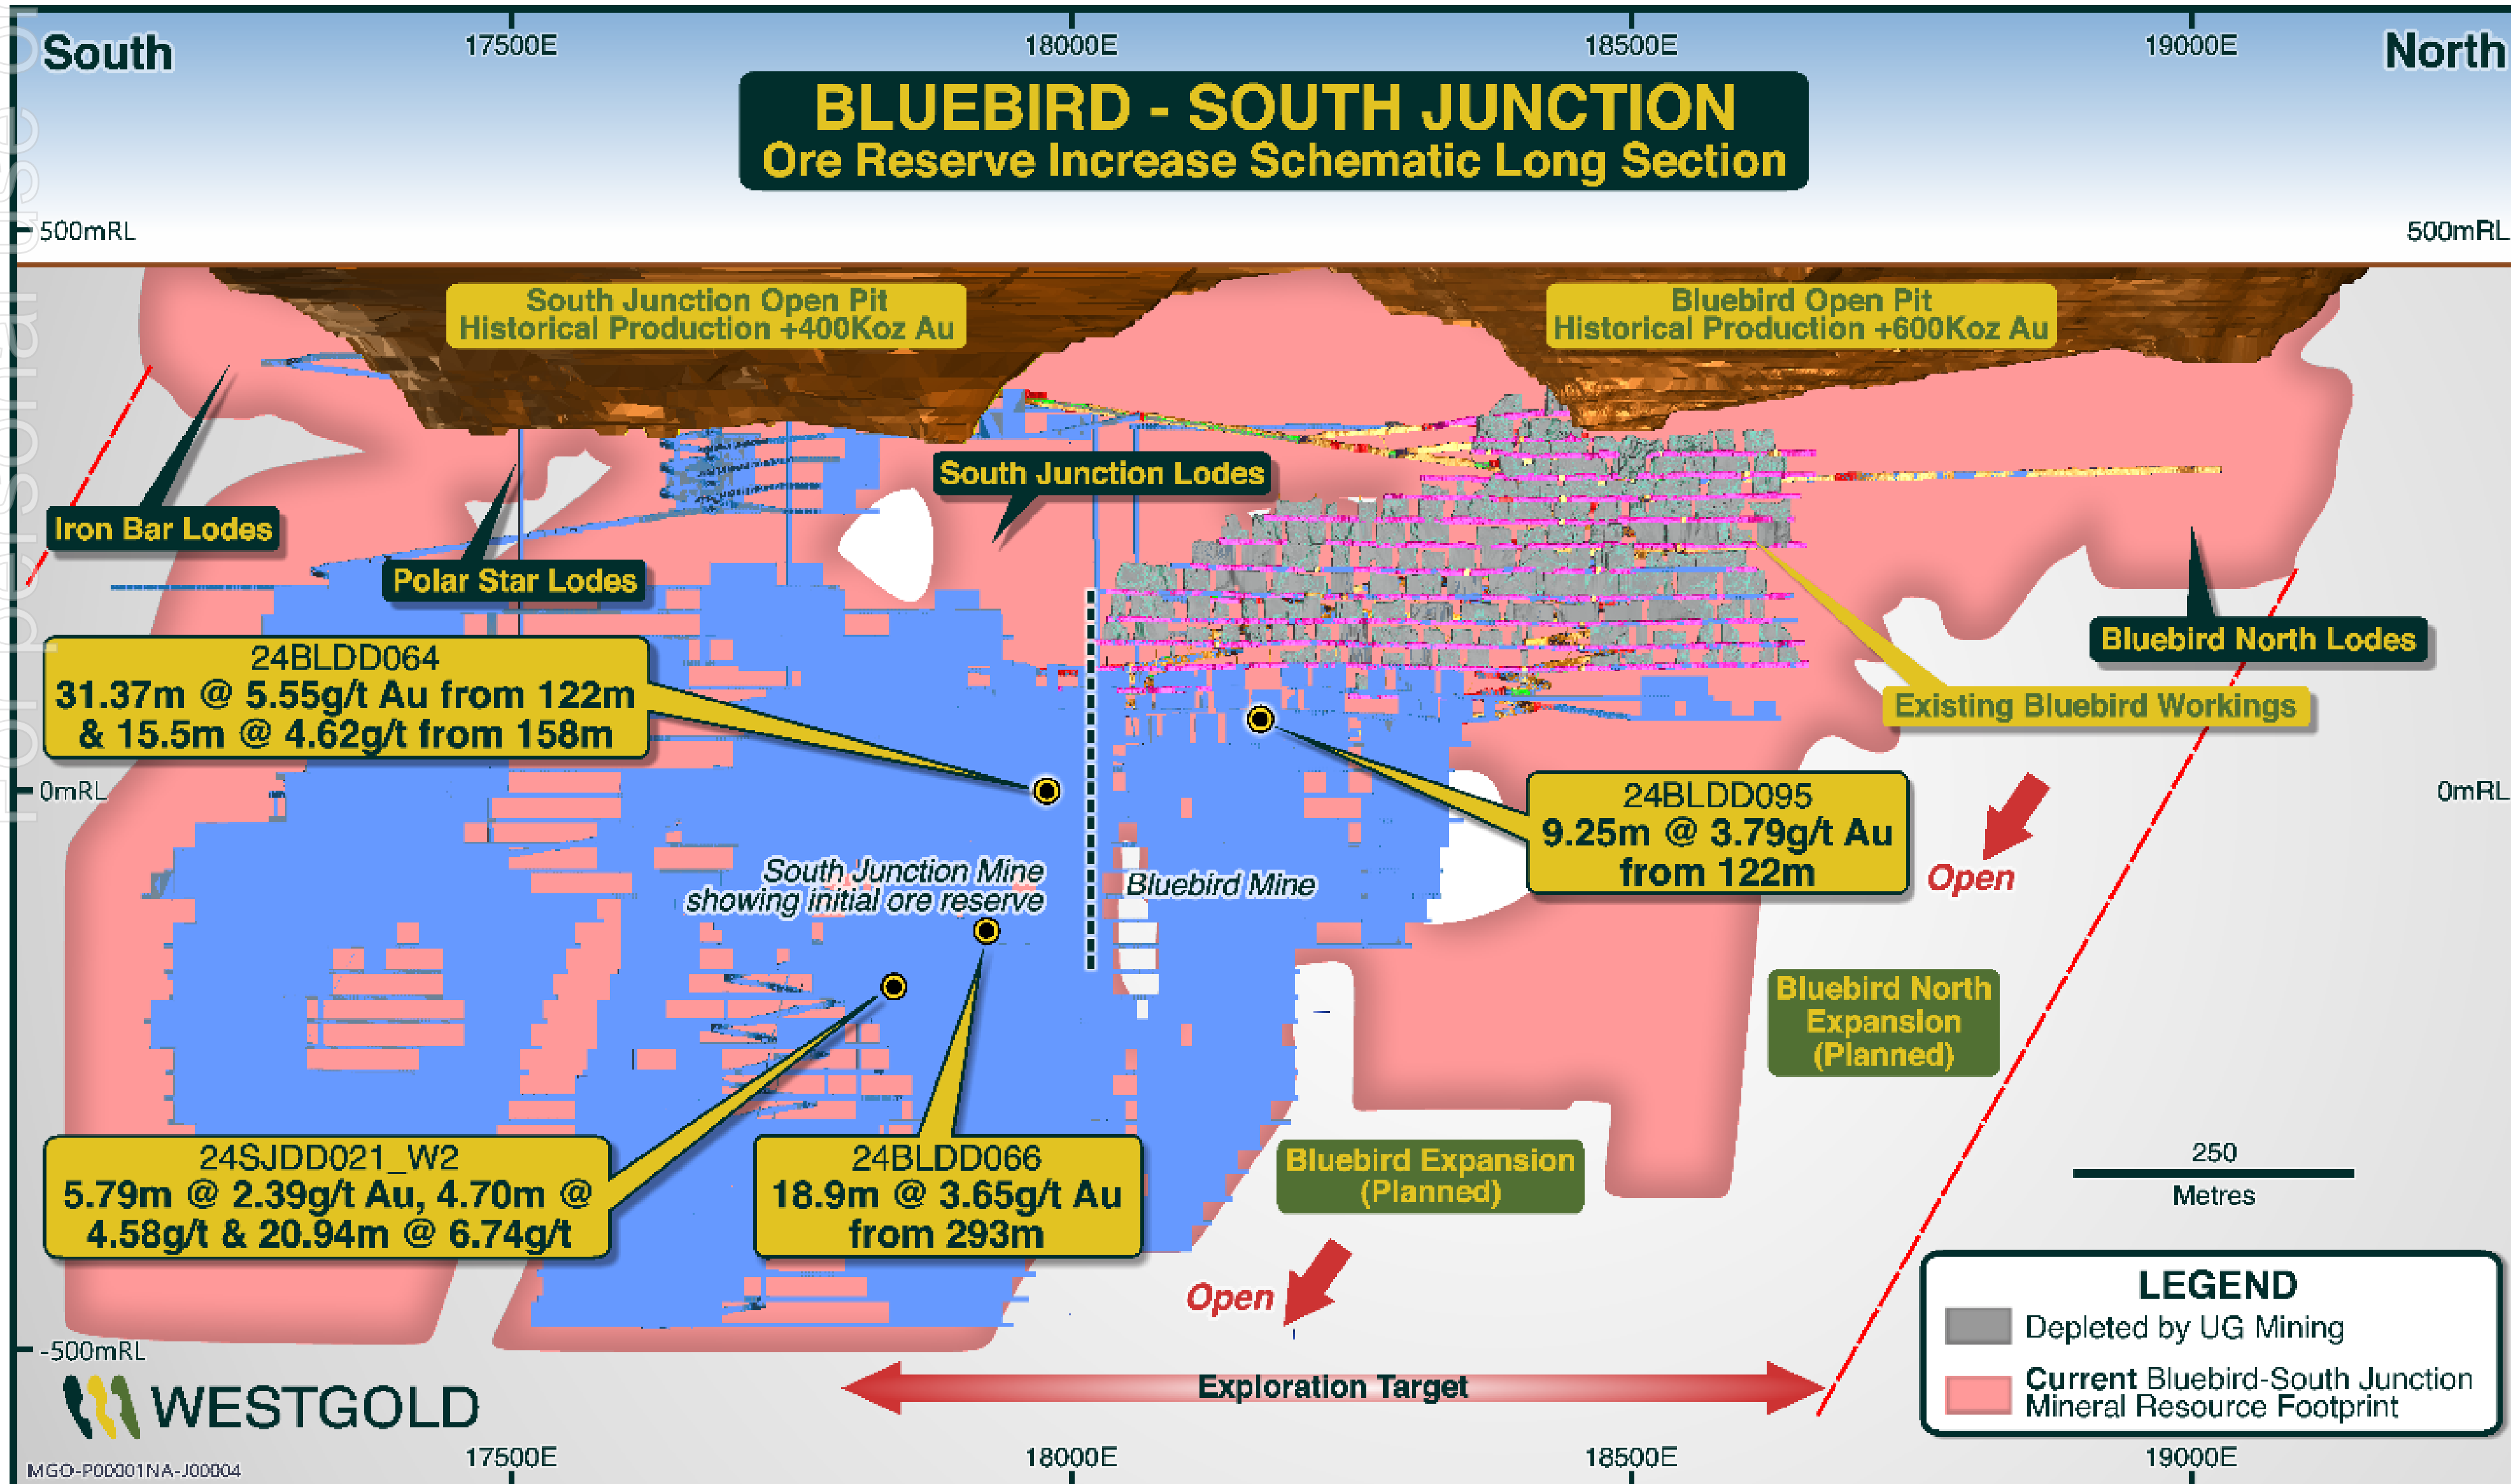 South
17500E
18000E
18500E
19000E
North
BLUEBIRD - SOUTH JUNCTION
Ore Reserve Increase Schematic Long Section
500mRL
500mRL
South Junction Open Pit
Historical Production +400Koz Au
Bluebird Open Pit
Historical Production +600Koz Au
South Junction Lodes
Iron Bar Lodes
Polar Star Lodes
Bluebird North Lodes
Existing Bluebird Workings
24BLDD064
31.37m @ 5.55g/t Au from 122m
& 15.5m @ 4.62g/t from 158m
0mRL
0mRL
24BLDD095
9.25m @ 3.79g/t Au
from 122m
South Junction Mine
showing initial ore reserve
Bluebird Mine
Open
Bluebird North
Expansion
(Planned)
24SJDD021_W2
5.79m @ 2.39g/t Au, 4.70m @
4.58g/t & 20.94m @ 6.74g/t
24BLDD066
18.9m @ 3.65g/t Au
from 293m
Bluebird Expansion
(Planned)
250
Metres
Open
LEGEND
Depleted by UG Mining
Current Bluebird-South Junction
Mineral Resource Footprint
-500mRL
Exploration Target
WESTGOLD
17500E
18000E
18500E
19000E
MGO-P00001NA-J00004
For personal use